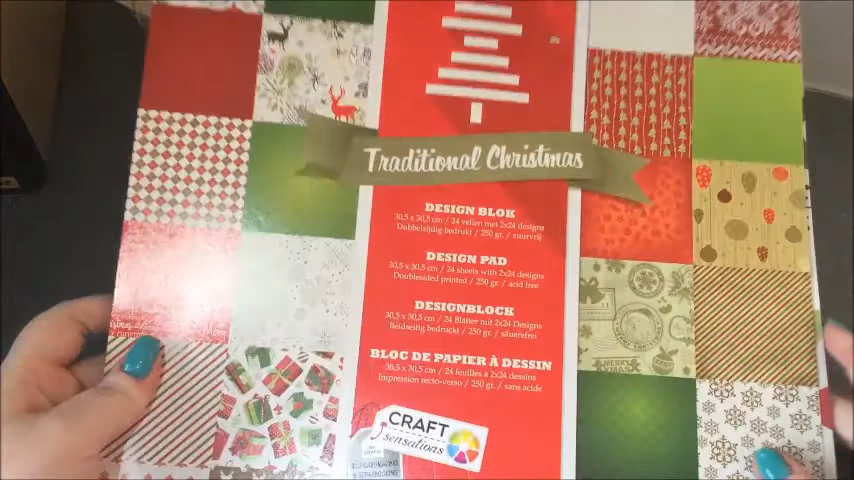 Traditional Christmas
DESIGN BLOK
30,5 x 30,5 cm / 24 vellen met 2x24 designs
Dubbelzijdig bedrukt / 250 gr. / zuurvrij
DESIGN PAD
30,5 x 30,5 cm / 24 sheets with 2x24 designs
Doublesided printed / 250 gr. / acid free
DESIGNBLOCK
30,5 x 30,5 cm / 24 Blätter mit 2x24 Designs
Beidseitig bedruckt / 250 gr. / säurefrei
BLOC DE PAPIER À DESSIN
30,5 x 30,5 cm / 24 feuilles à 2x24 dessins
Impression recto-verso / 250 gr. / sans acide
CRAFT
sensations
MERRY